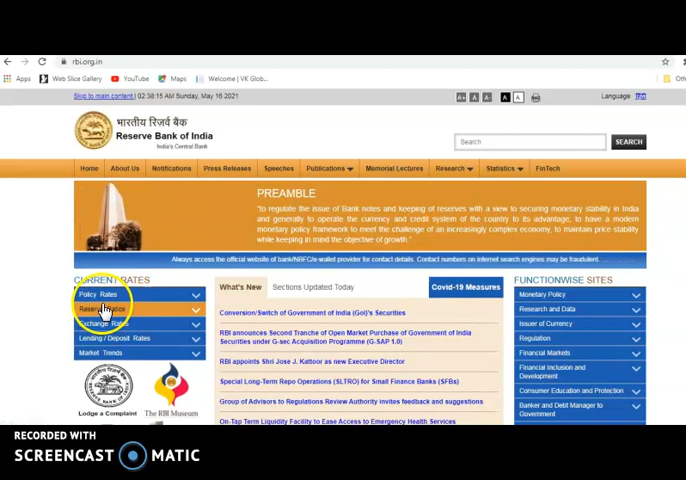 rbi.org.in
Apps Web Slice Gallery YouTube Maps Welcome | VK Glob... Oth
Skip to main content | 02:38:15 AM Sunday, May 16 2021 A+ A A- A A Language हिंदी
भारतीय रिज़र्व बैंक
Reserve Bank of India
India's Central Bank
Search SEARCH
Home About Us Notifications Press Releases Speeches Publications Memorial Lectures Research Statistics FinTech
PREAMBLE
"to regulate the issue of Bank notes and keeping of reserves with a view to securing monetary stability in India
and generally to operate the currency and credit system of the country to its advantage; to have a modern
monetary policy framework to meet the challenge of an increasingly complex economy, to maintain price stability
while keeping in mind the objective of growth."
Always access the official website of bank/NBFC/e-wallet provider for contact details. Contact numbers on internet search engines may be fraudulent.
CURRENT RATES
Policy Rates
Reserve Ratios
Exchange Rates
Lending / Deposit Rates
Market Trends
Lodge a Complaint
The RBI Museum
What's New Sections Updated Today Covid-19 Measures
Conversion/Switch of Government of India (GoI)'s Securities
RBI announces Second Tranche of Open Market Purchase of Government of India
Securities under G-sec Acquisition Programme (G-SAP 1.0)
RBI appoints Shri Jose J. Kattoor as new Executive Director
Special Long-Term Repo Operations (SLTRO) for Small Finance Banks (SFBs)
Group of Advisors to Regulations Review Authority invites feedback and suggestions
On-Tap Term Liquidity Facility to Ease Access to Emergency Health Services
FUNCTIONWISE SITES
Monetary Policy
Research and Data
Issuer of Currency
Regulation
Financial Markets
Financial Inclusion and
Development
Consumer Education and Protection
Banker and Debt Manager to
Government
RECORDED WITH
SCREENCAST MATIC